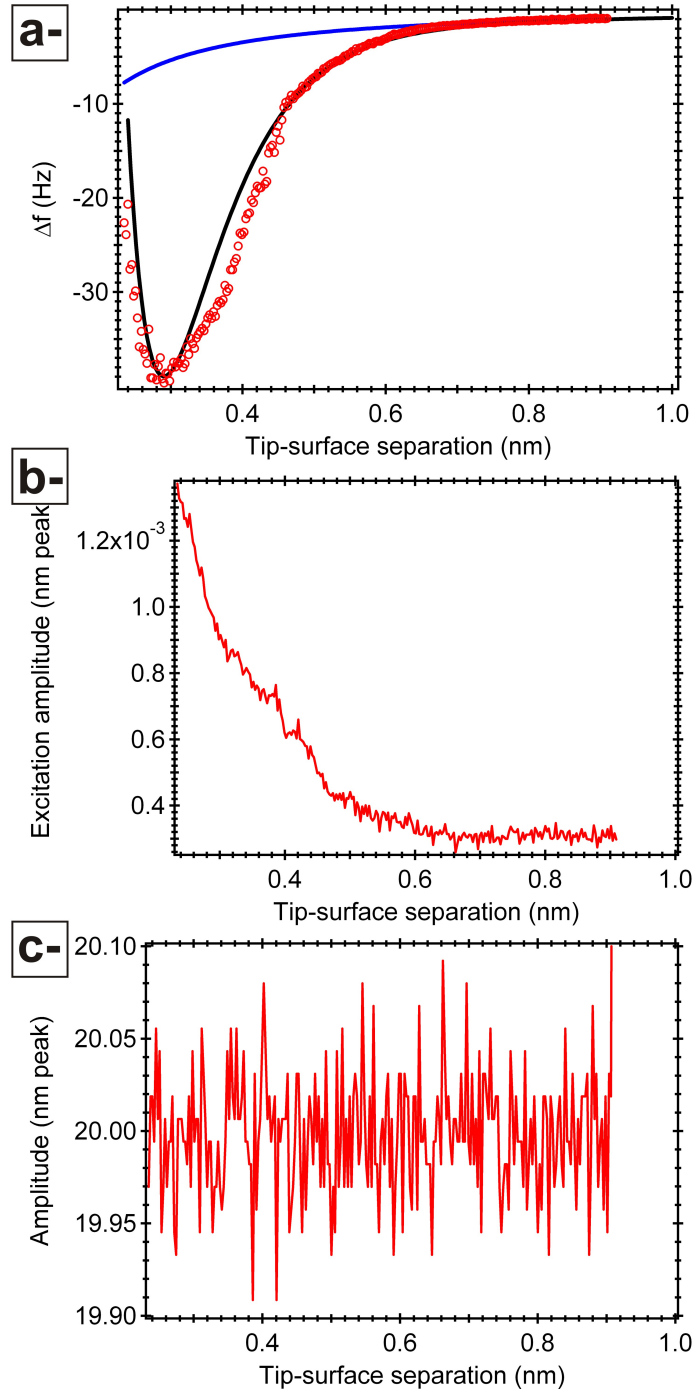 a-
Δf (Hz)
-10
-20
-30
0.4
0.6
0.8
1.0
Tip-surface separation (nm)
b-
Excitation amplitude (nm peak)
1.2x10⁻³
1.0
0.8
0.6
0.4
0.4
0.6
0.8
1.0
Tip-surface separation (nm)
c-
Amplitude (nm peak)
20.10
20.05
20.00
19.95
19.90
0.4
0.6
0.8
1.0
Tip-surface separation (nm)